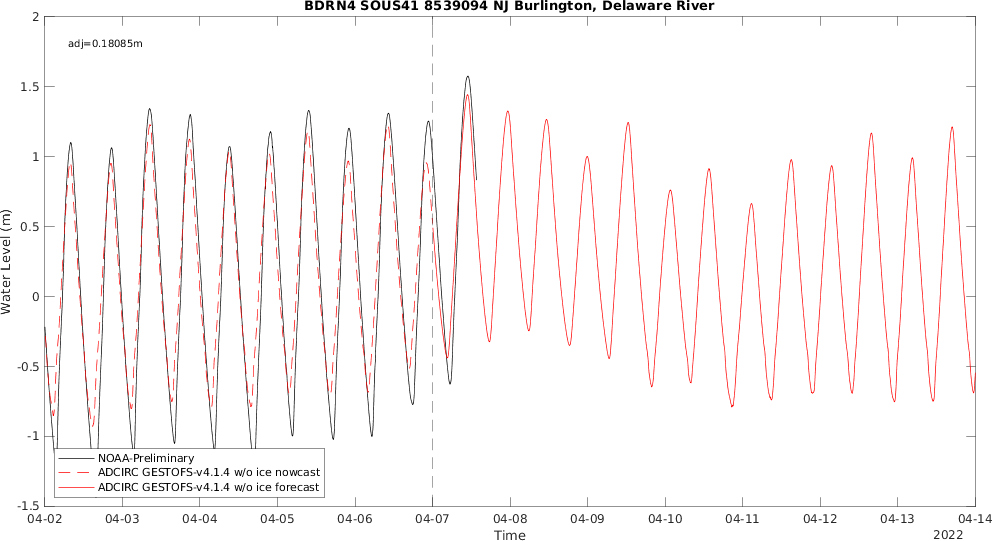 BDRN4 SOUS41 8539094 NJ Burlington, Delaware River
adj=0.18085m
Water Level (m)
2
1.5
1
0.5
0
-0.5
-1
-1.5
NOAA-Preliminary
ADCIRC GESTOFS-v4.1.4 w/o ice nowcast
ADCIRC GESTOFS-v4.1.4 w/o ice forecast
04-02 04-03 04-04 04-05 04-06 04-07 04-08 04-09 04-10 04-11 04-12 04-13 04-14
Time
2022